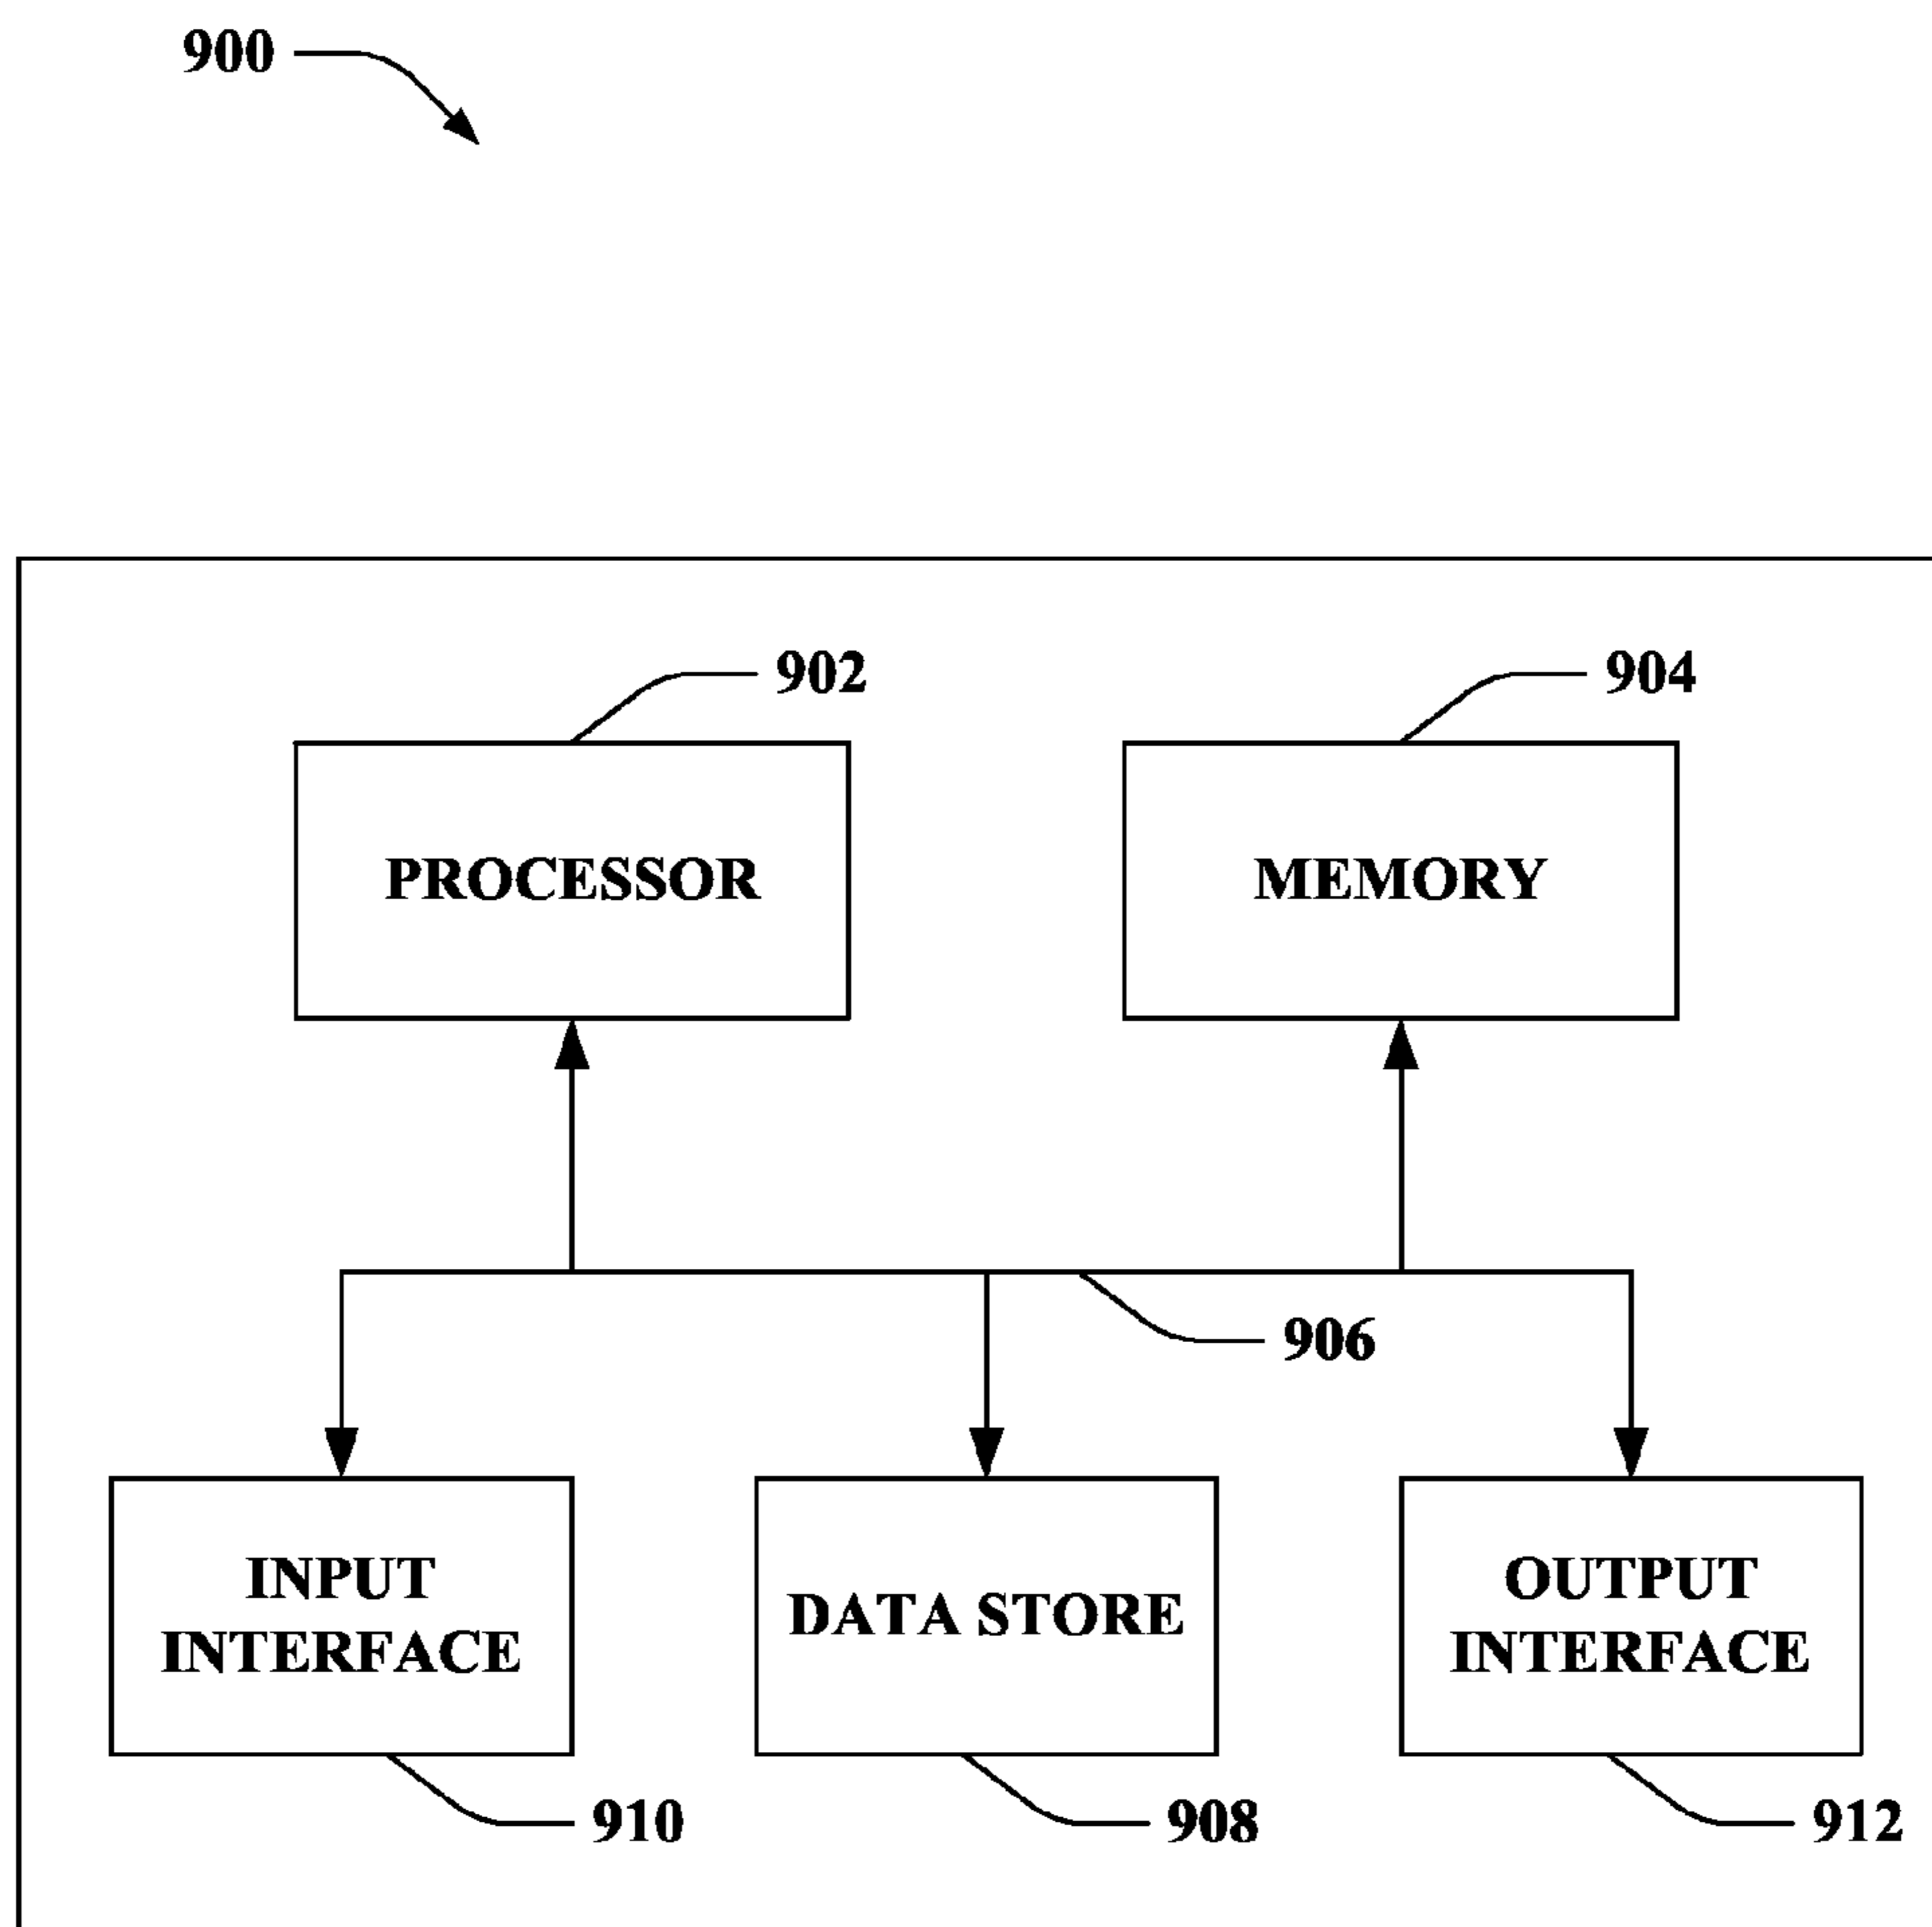 900
902
904
PROCESSOR
MEMORY
906
INPUT
INTERFACE
DATA STORE
OUTPUT
INTERFACE
910
908
912